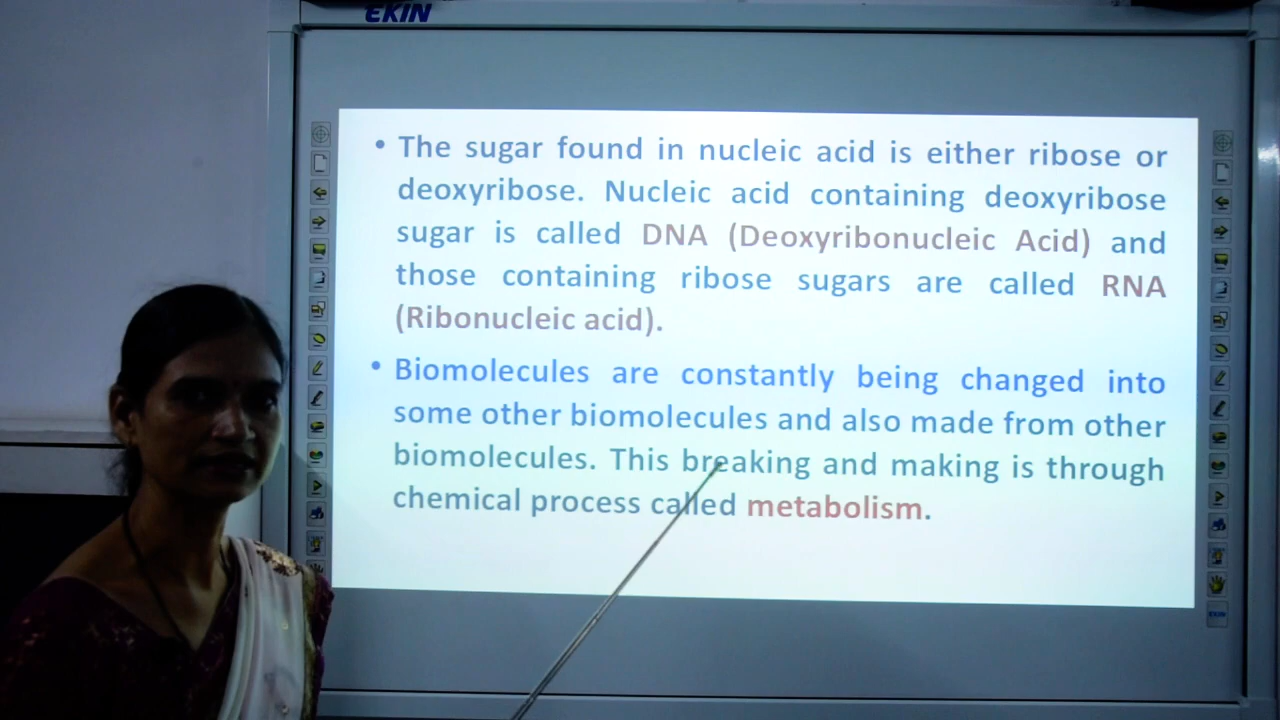 EKIN
• The sugar found in nucleic acid is either ribose or
deoxyribose. Nucleic acid containing deoxyribose
sugar is called DNA (Deoxyribonucleic Acid) and
those containing ribose sugars are called RNA
(Ribonucleic acid).
• Biomolecules are constantly being changed into
some other biomolecules and also made from other
biomolecules. This breaking and making is through
chemical process called metabolism.
EKIN